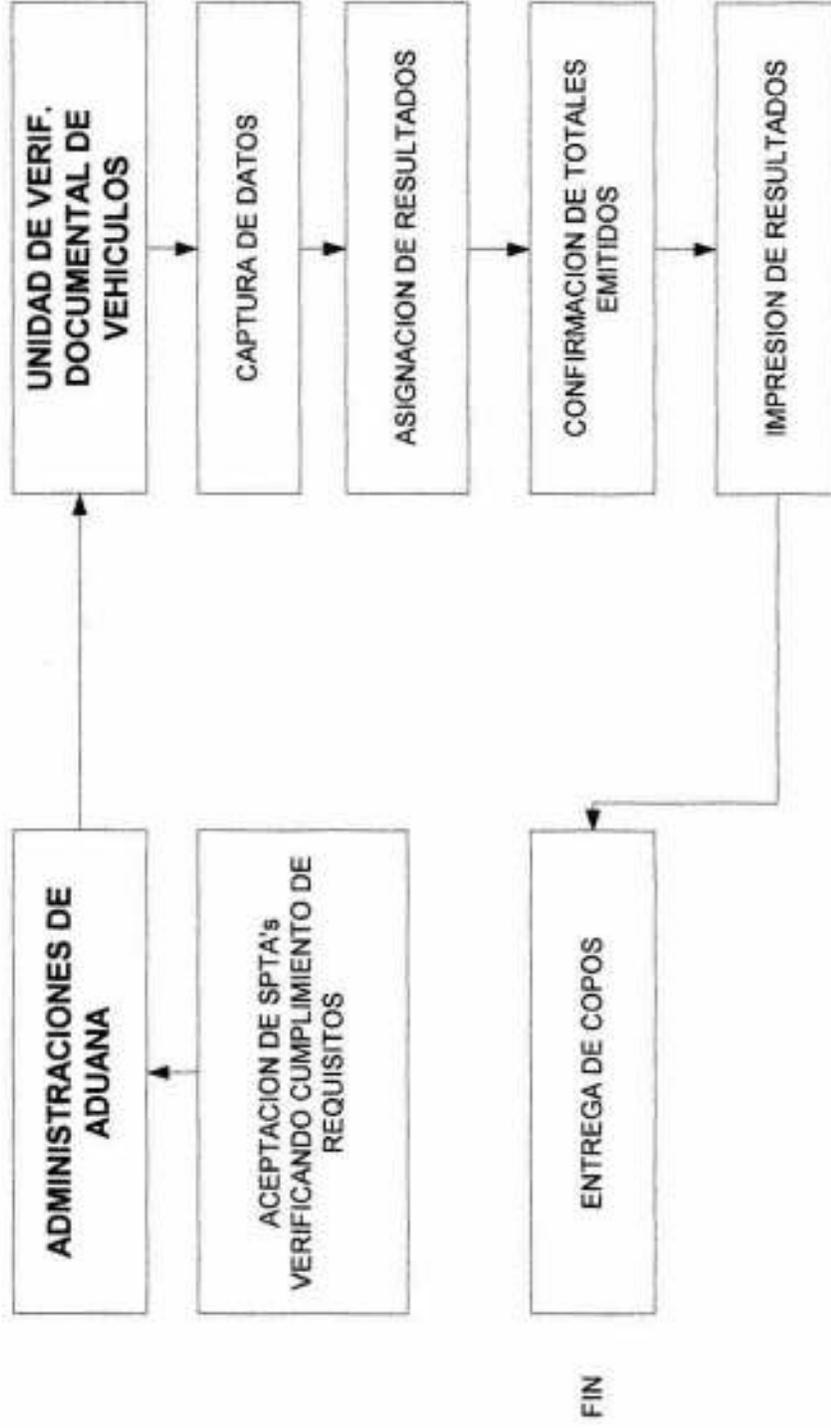 ADMINISTRACIONES DE
ADUANA
ACEPTACION DE SPTA's
VERIFICANDO CUMPLIMIENTO DE
REQUISITOS
UNIDAD DE VERIF.
DOCUMENTAL DE
VEHICULOS
CAPTURA DE DATOS
ASIGNACION DE RESULTADOS
CONFIRMACION DE TOTALES
EMITIDOS
IMPRESION DE RESULTADOS
ENTREGA DE COPOS
FIN